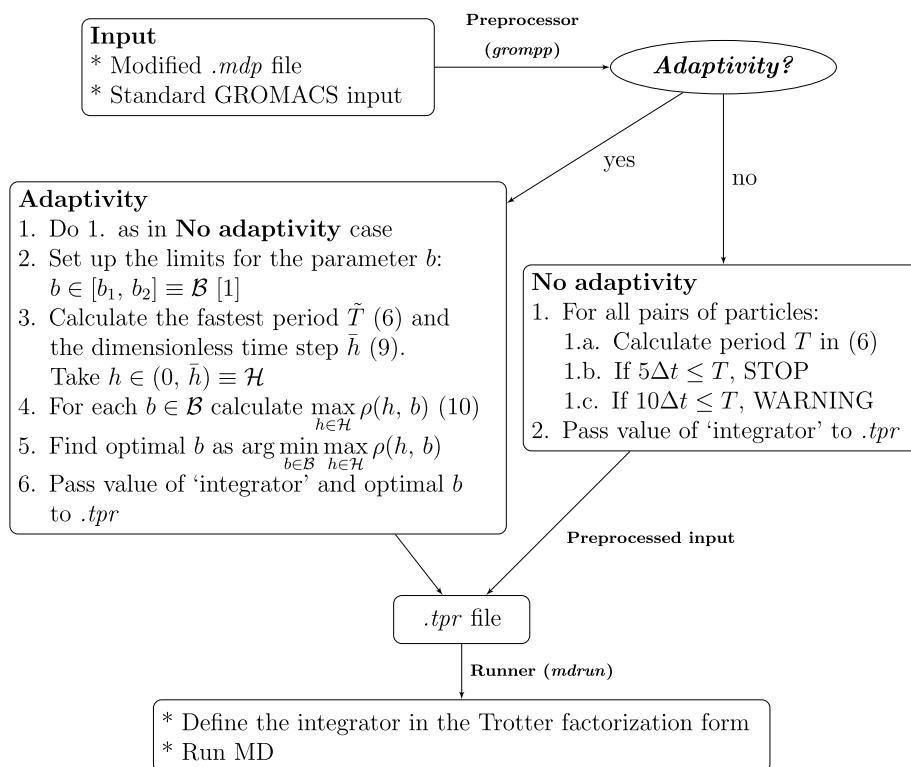 Input
* Modified .mdp file
* Standard GROMACS input
Preprocessor
(grompp)
Adaptivity?
yes
no
Adaptivity
1. Do 1. as in No adaptivity case
2. Set up the limits for the parameter b:
b ∈ [b₁, b₂] ≡ ℬ [1]
3. Calculate the fastest period T̃ (6) and
the dimensionless time step h̄ (9).
Take h ∈ (0, h̄) ≡ ℋ
4. For each b ∈ ℬ calculate max ρ(h, b) (10)
h∈ℋ
5. Find optimal b as arg min max ρ(h, b)
b∈ℬ h∈ℋ
6. Pass value of ‘integrator’ and optimal b
to .tpr
No adaptivity
1. For all pairs of particles:
1.a. Calculate period T in (6)
1.b. If 5Δt ≤ T, STOP
1.c. If 10Δt ≤ T, WARNING
2. Pass value of ‘integrator’ to .tpr
Preprocessed input
.tpr file
Runner (mdrun)
* Define the integrator in the Trotter factorization form
* Run MD